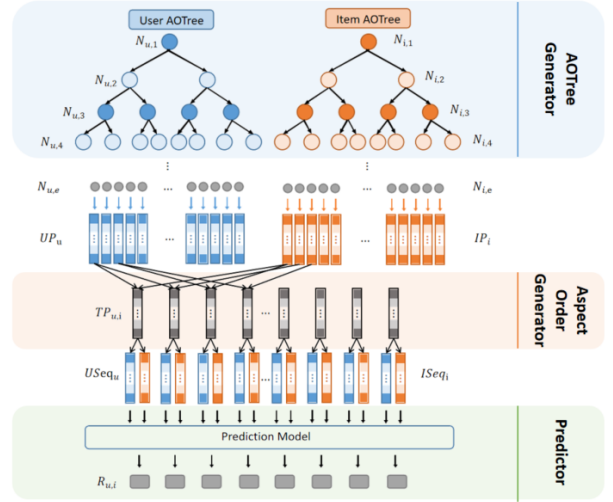 User AOTree
Item AOTree
N_{u,1}
N_{i,1}
N_{u,2}
N_{i,2}
N_{u,3}
N_{i,3}
N_{u,4}
N_{i,4}
AOTree
Generator
N_{u,e}
...
...
N_{i,e}
UP_u
...
...
IP_i
TP_{u,i}
...
Aspect
Order
Generator
USeq_u
...
ISeq_i
Prediction Model
R_{u,i}
Predictor